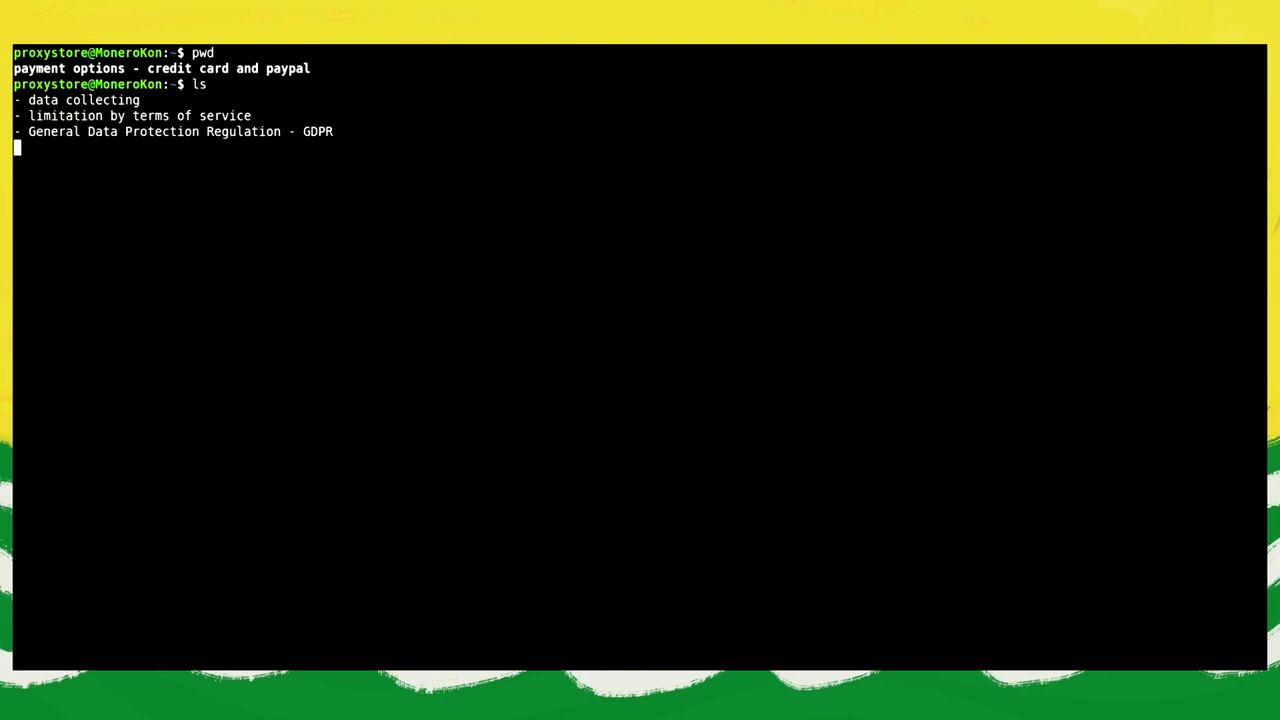 proxystore@MoneroKon:~$ pwd
payment options - credit card and paypal
proxystore@MoneroKon:~$ ls
- data collecting
- limitation by terms of service
- General Data Protection Regulation - GDPR